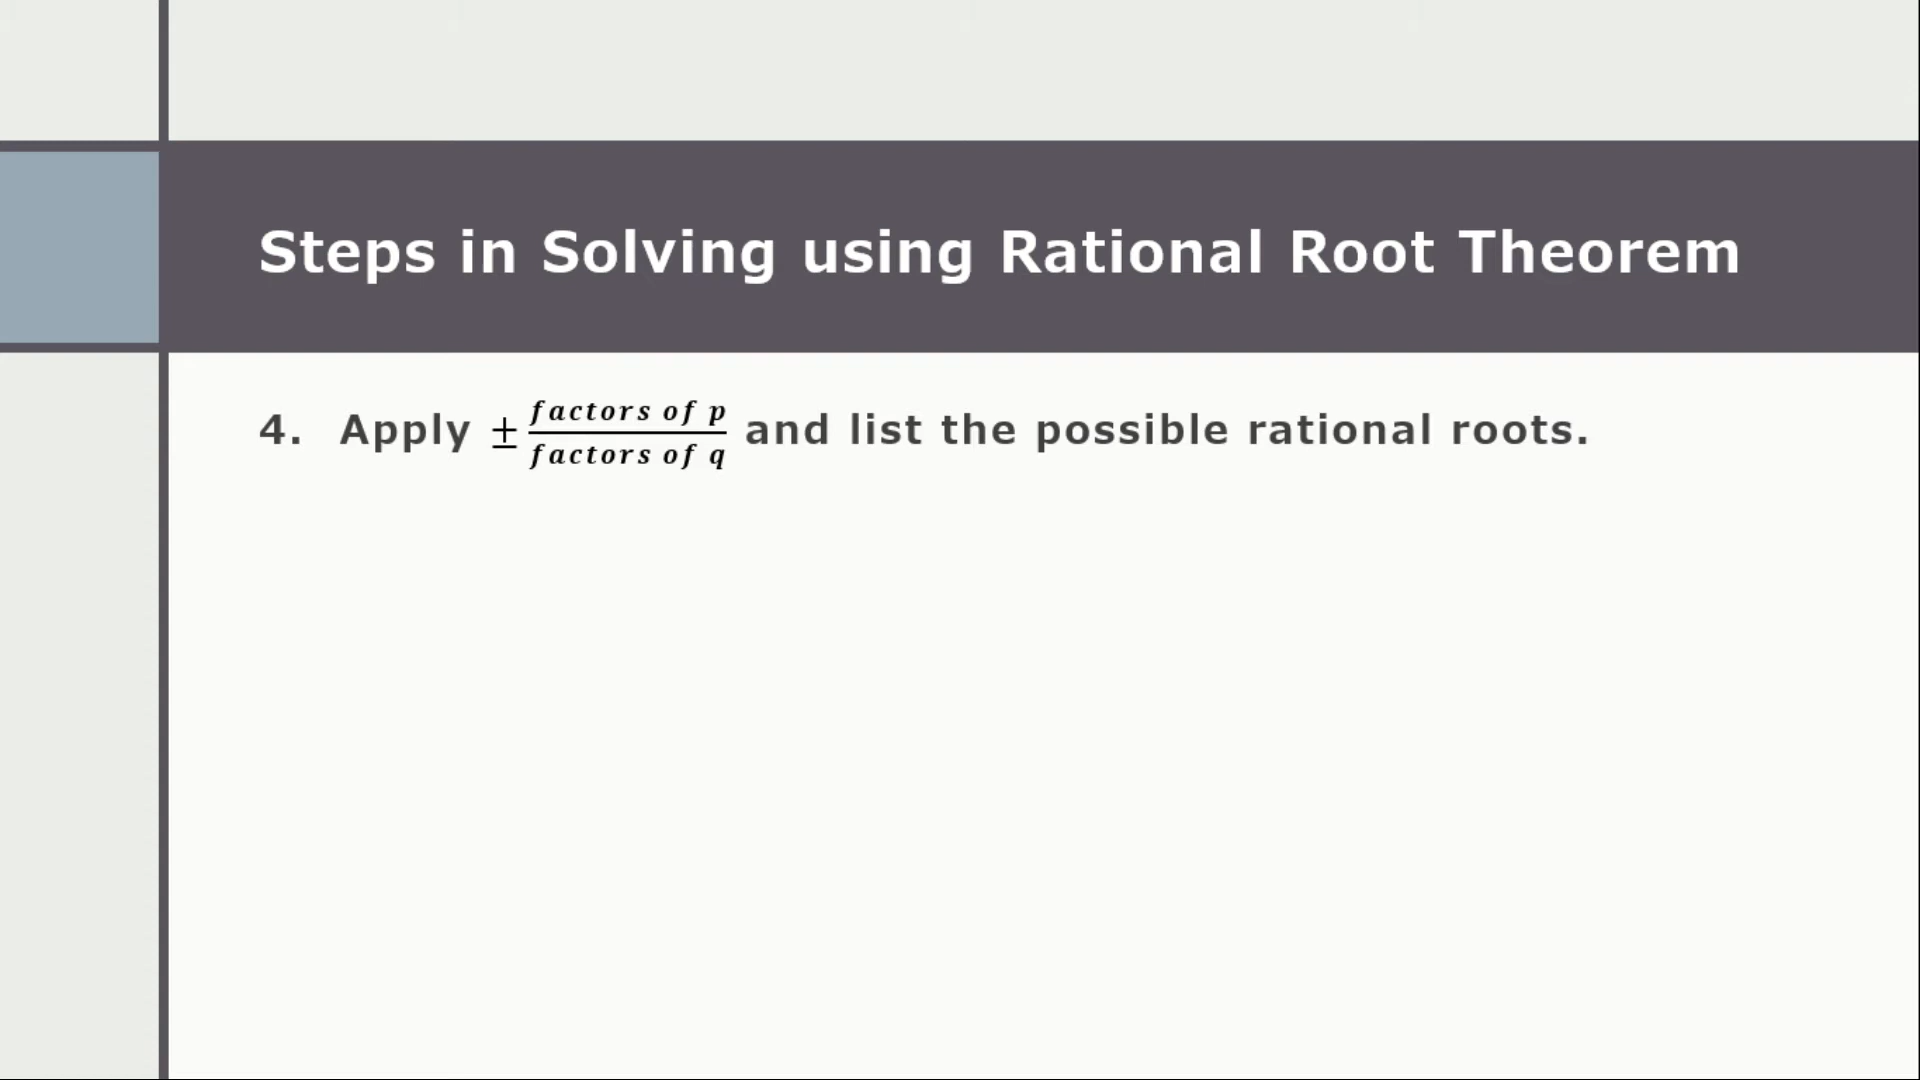 Steps in Solving using Rational Root Theorem
4. Apply ± \frac{factors of p}{factors of q} and list the possible rational roots.